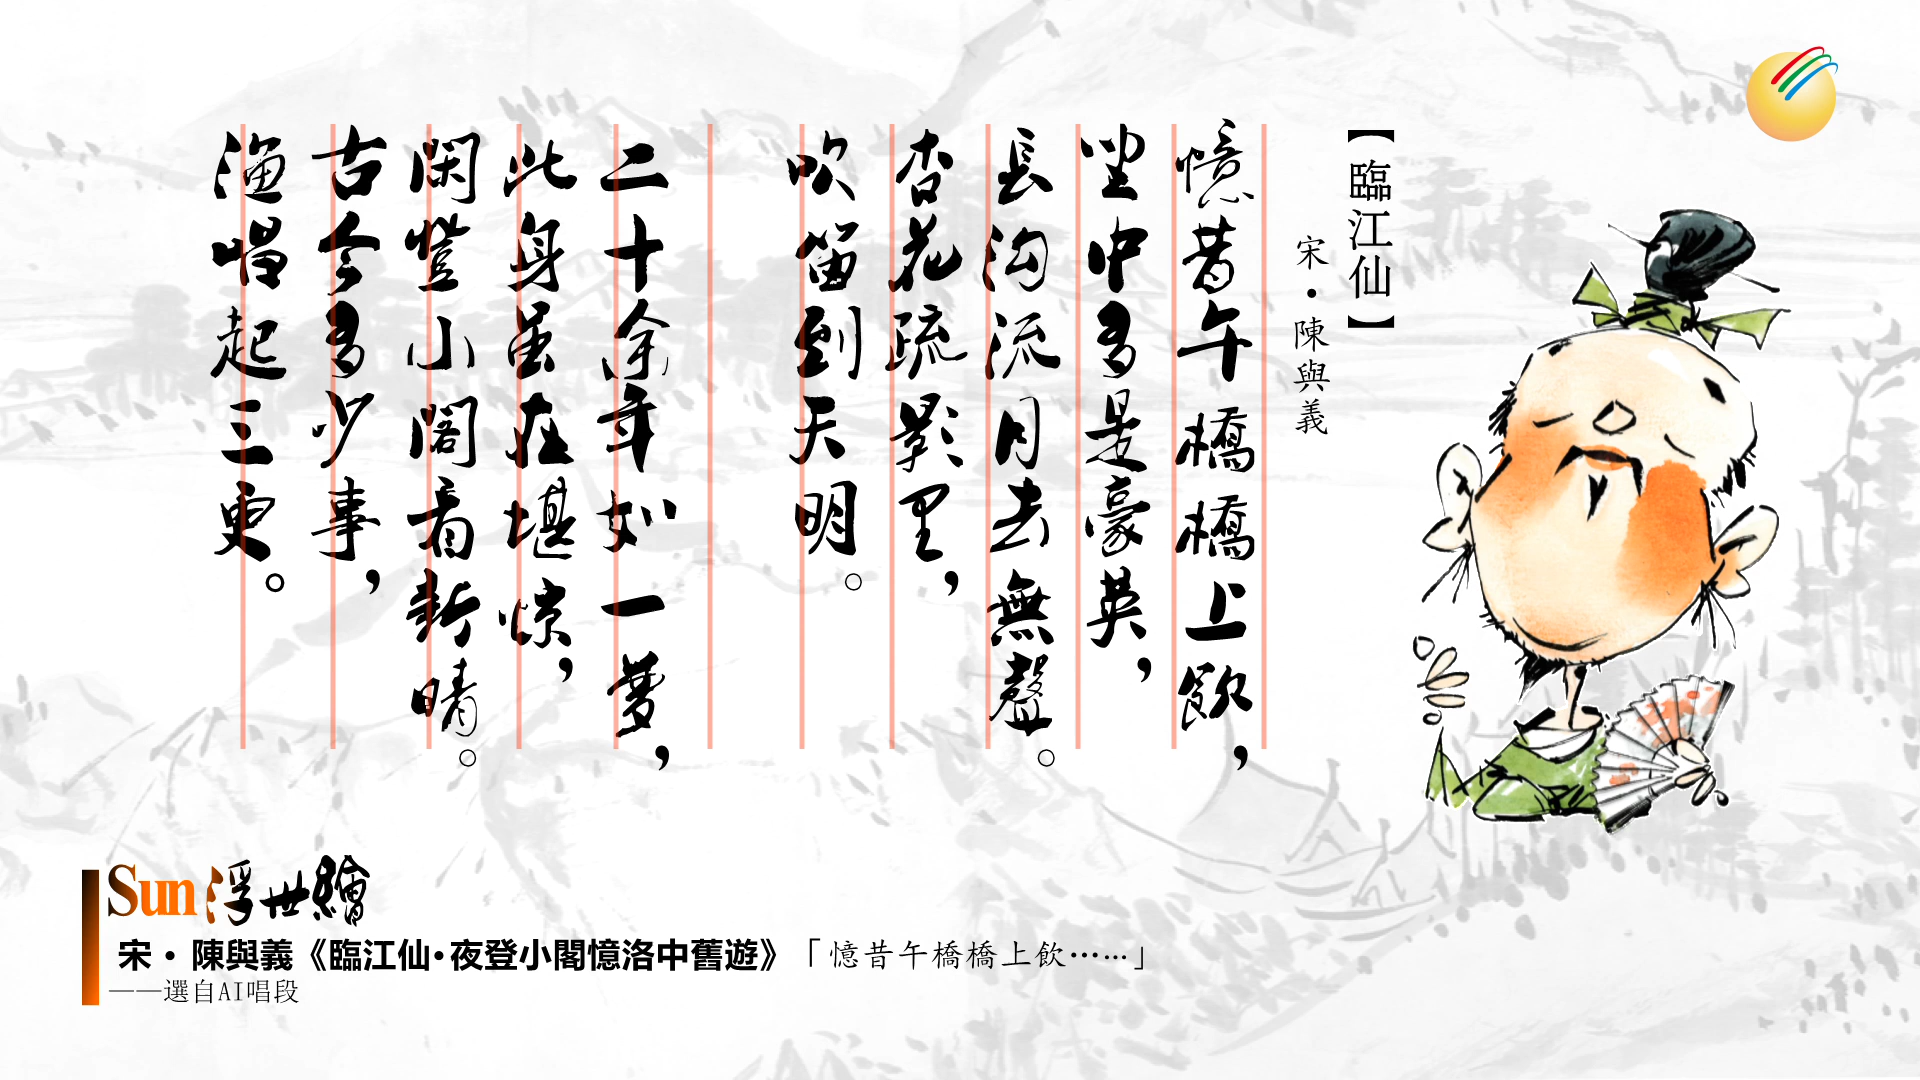 【臨江仙】
宋・陳與義
憶昔午橋橋上飲，
坐中多是豪英，
長溝流月去無聲。
杏花疏影里，
吹笛到天明。
二十余年如一夢，
此身虽在堪惊，
閑登小閣看新晴。
古今多少事，
漁唱起三更。
Sun浮世繪
宋・陳與義《臨江仙・夜登小閣憶洛中舊遊》「憶昔午橋橋上飲……」
——選自AI唱段